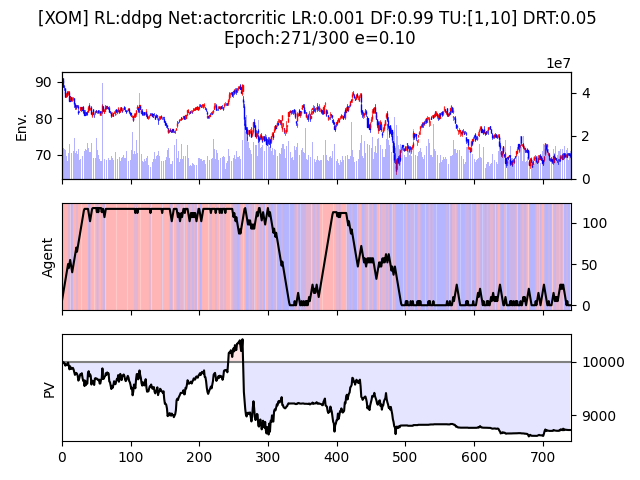 [XOM] RL:ddpg Net:actorcritic LR:0.001 DF:0.99 TU:[1,10] DRT:0.05
Epoch:271/300 e=0.10
1e7
90
80
70
Env.
4
2
0
Agent
100
50
0
PV
10000
9000
0 100 200 300 400 500 600 700